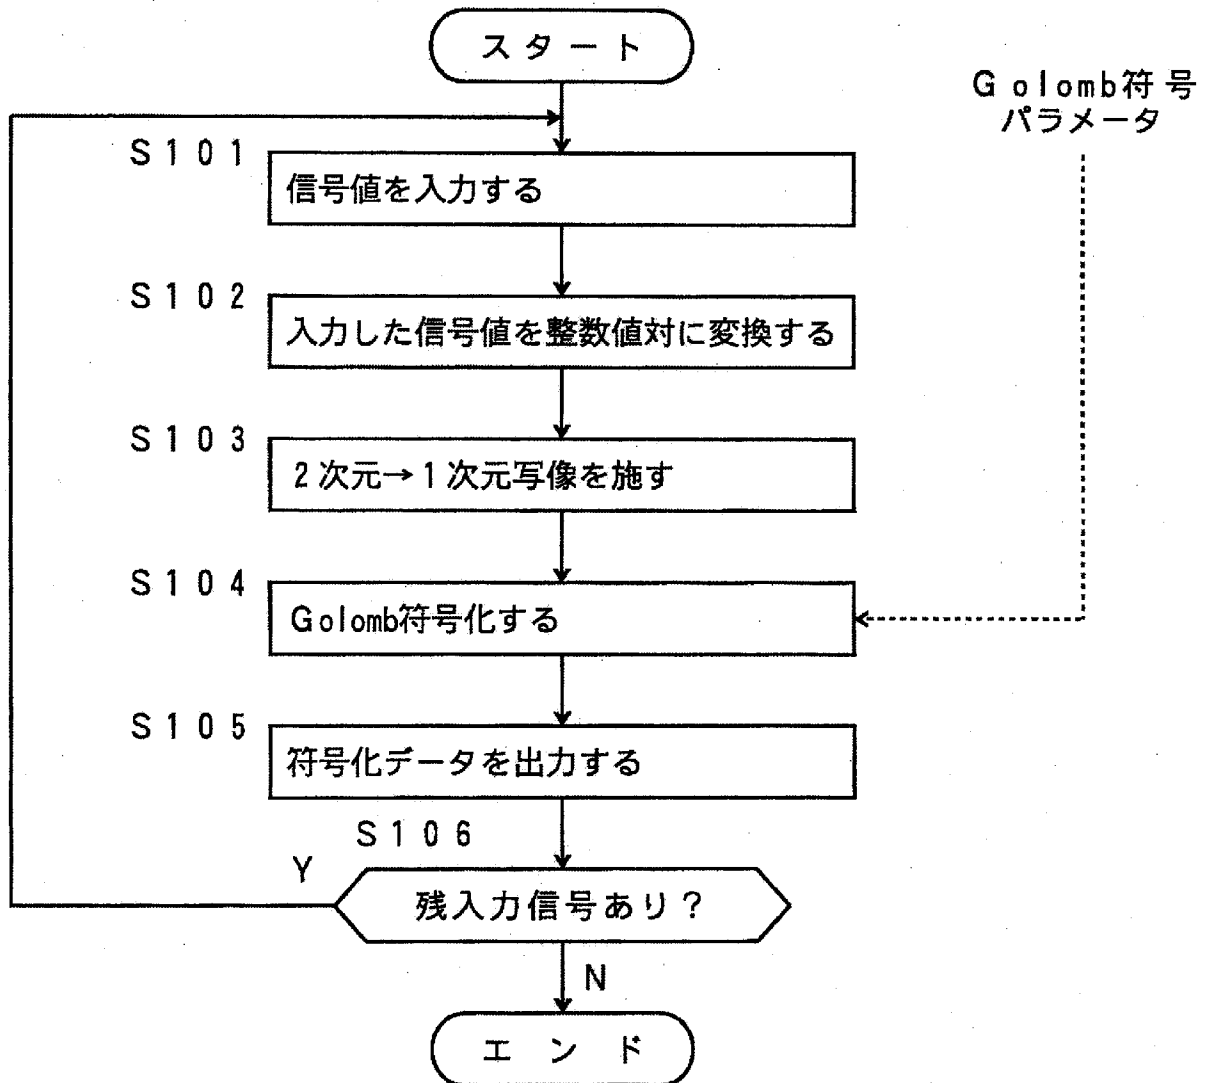 スタート
Golomb符号
パラメータ
S101
信号値を入力する
S102
入力した信号値を整数値対に変換する
S103
2次元→1次元写像を施す
S104
Golomb符号化する
S105
符号化データを出力する
S106
Y
残入力信号あり?
N
エンド